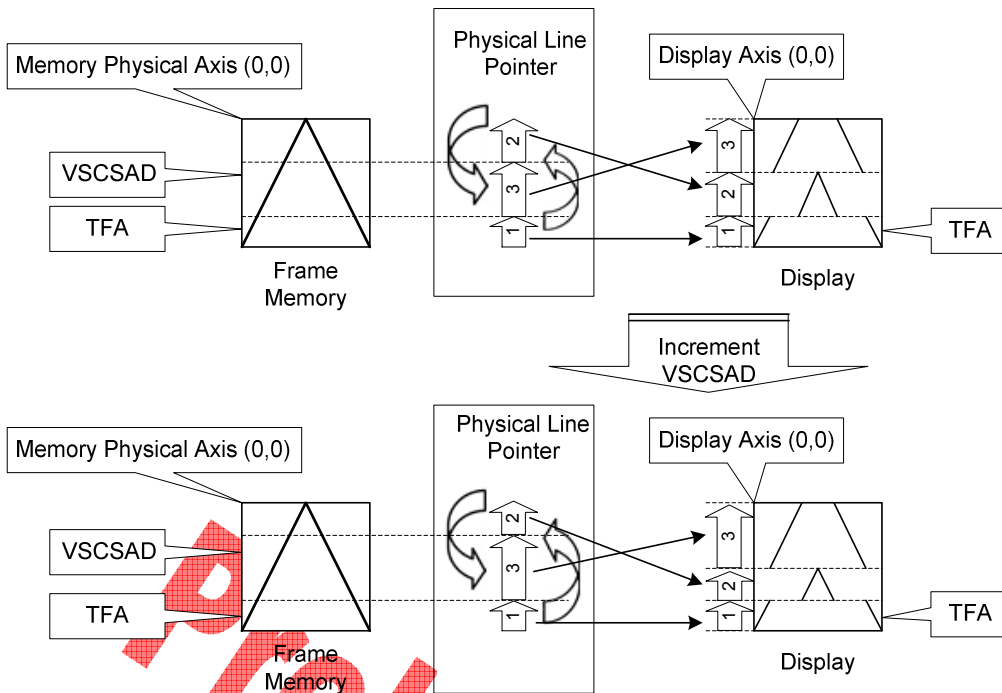 Physical Line
Pointer
Memory Physical Axis (0,0)
Display Axis (0,0)
VSCSAD
TFA
2
3
1
3
2
1
TFA
Frame
Memory
Display
Increment
VSCSAD
Physical Line
Pointer
Memory Physical Axis (0,0)
Display Axis (0,0)
VSCSAD
TFA
2
3
1
3
2
1
TFA
Frame
Memory
Display